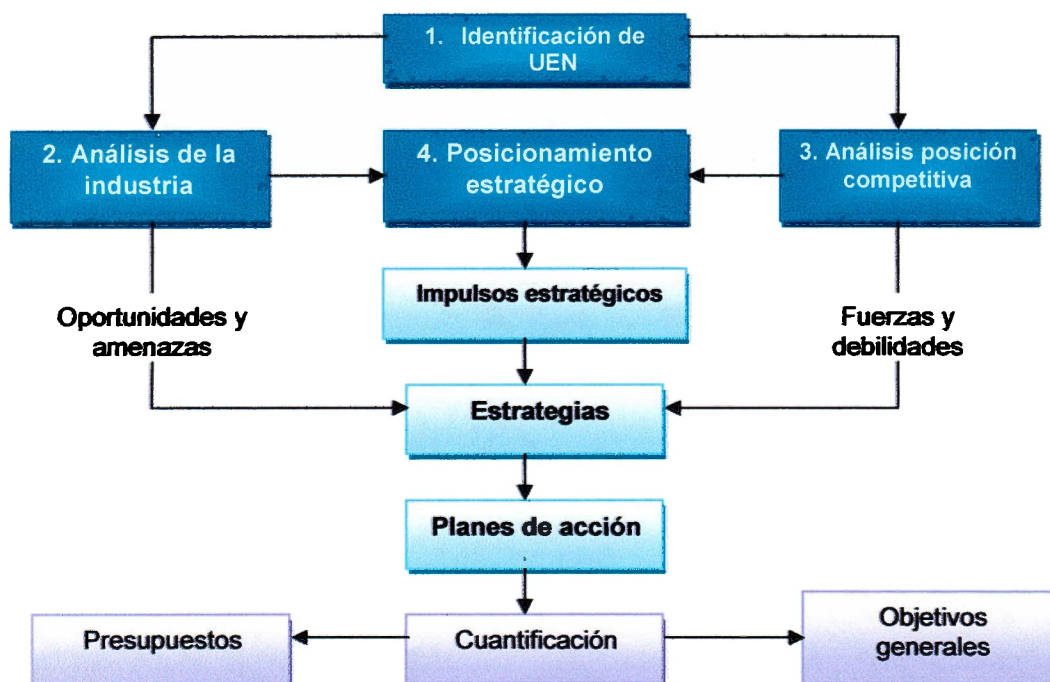 1. Identificación de
UEN
2. Análisis de la
industria
4. Posicionamiento
estratégico
3. Análisis posición
competitiva
Impulsos estratégicos
Oportunidades y
amenazas
Fuerzas y
debilidades
Estrategias
Planes de acción
Presupuestos
Cuantificación
Objetivos
generales